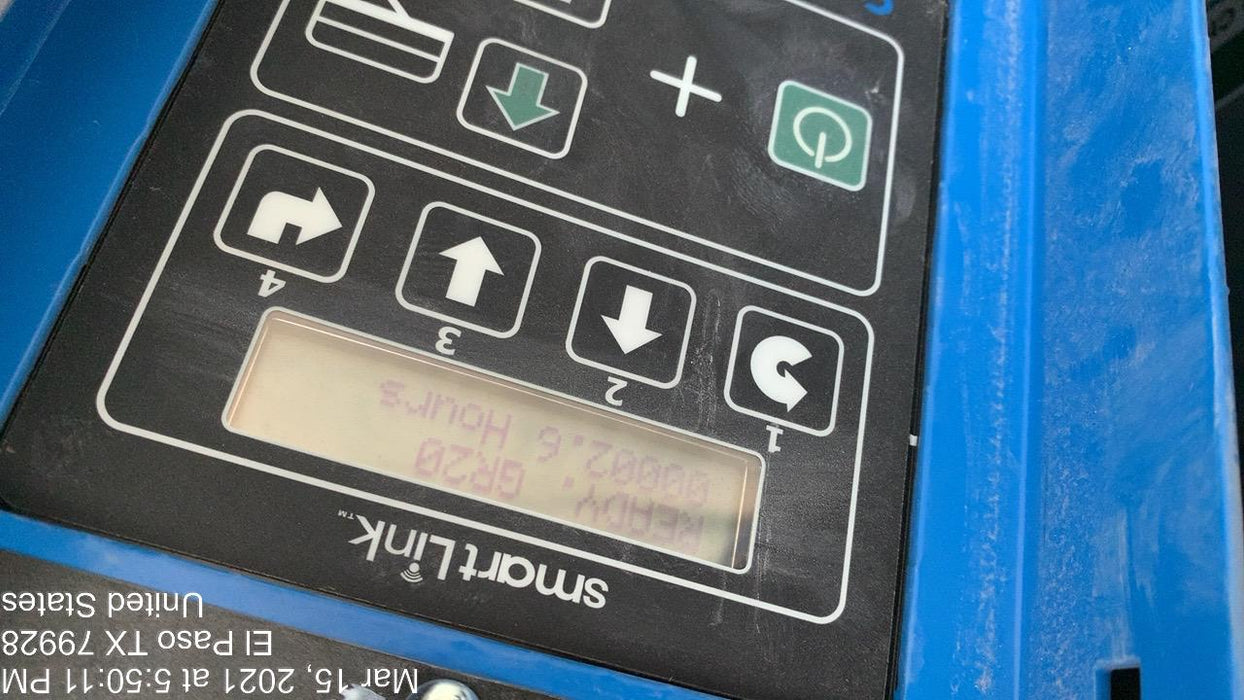 Mar 15, 2021 at 5:50:11 PM
El Paso TX 79928
United States
smartLink™
READY. GR20
00002.6 Hours
1 2 3 4
+